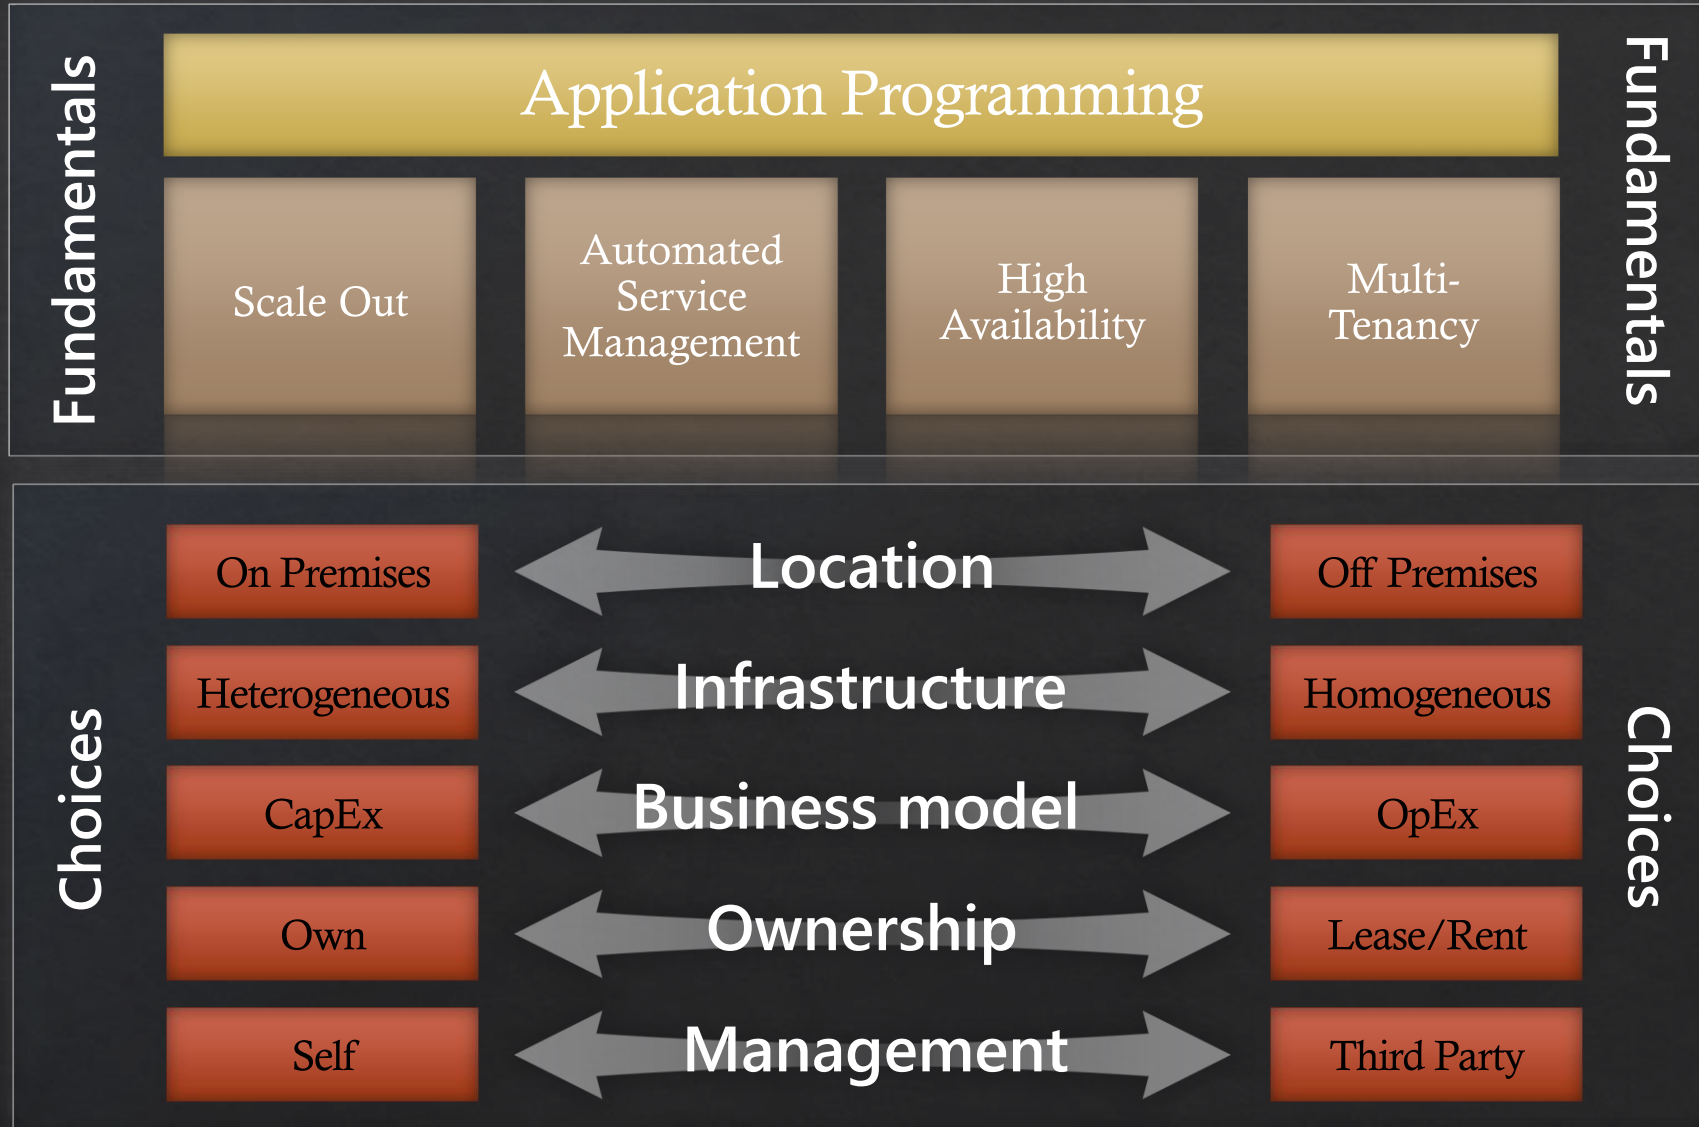 Fundamentals
Application Programming
Fundamentals
Scale Out
Automated
Service
Management
High
Availability
Multi-
Tenancy
Choices
On Premises
Location
Off Premises
Heterogeneous
Infrastructure
Homogeneous
CapEx
Business model
OpEx
Own
Ownership
Lease/Rent
Self
Management
Third Party
Choices